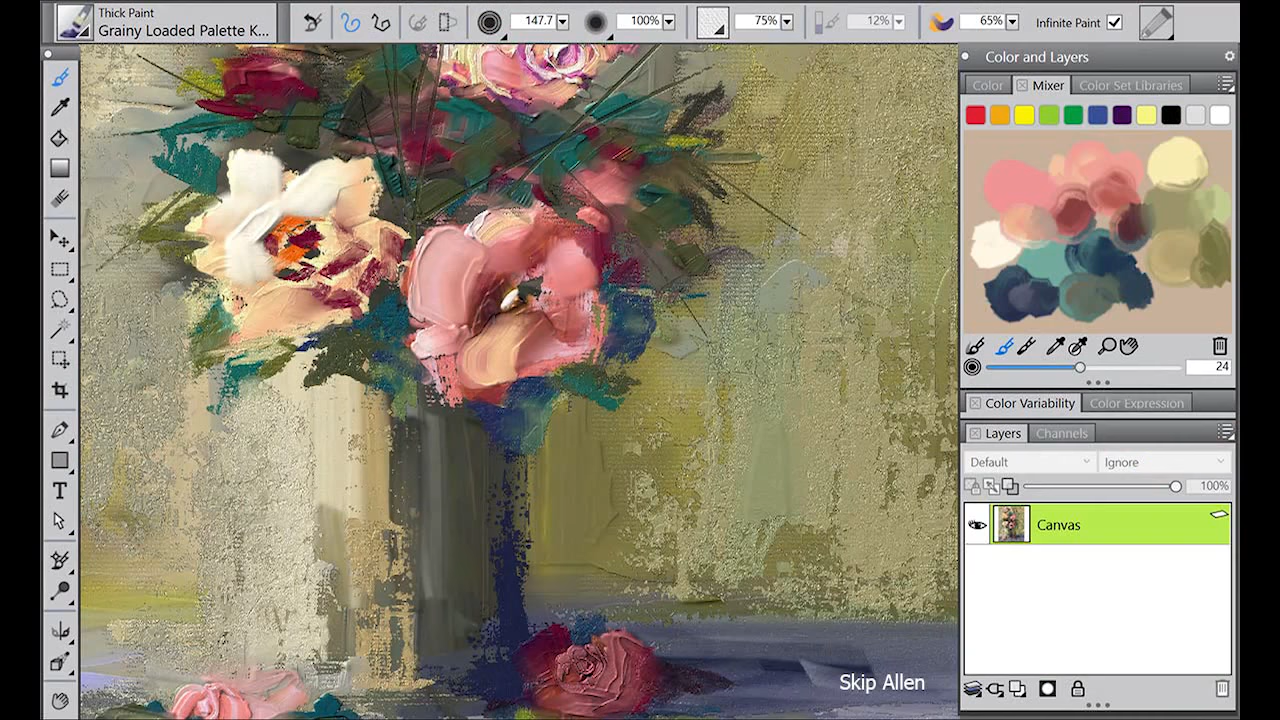 Thick Paint
Grainy Loaded Palette K...
147.7
100%
75%
12%
65%
Infinite Paint
Color and Layers
Color
Mixer
Color Set Libraries
24
Color Variability
Color Expression
Layers
Channels
Default
Ignore
100%
Canvas
Skip Allen